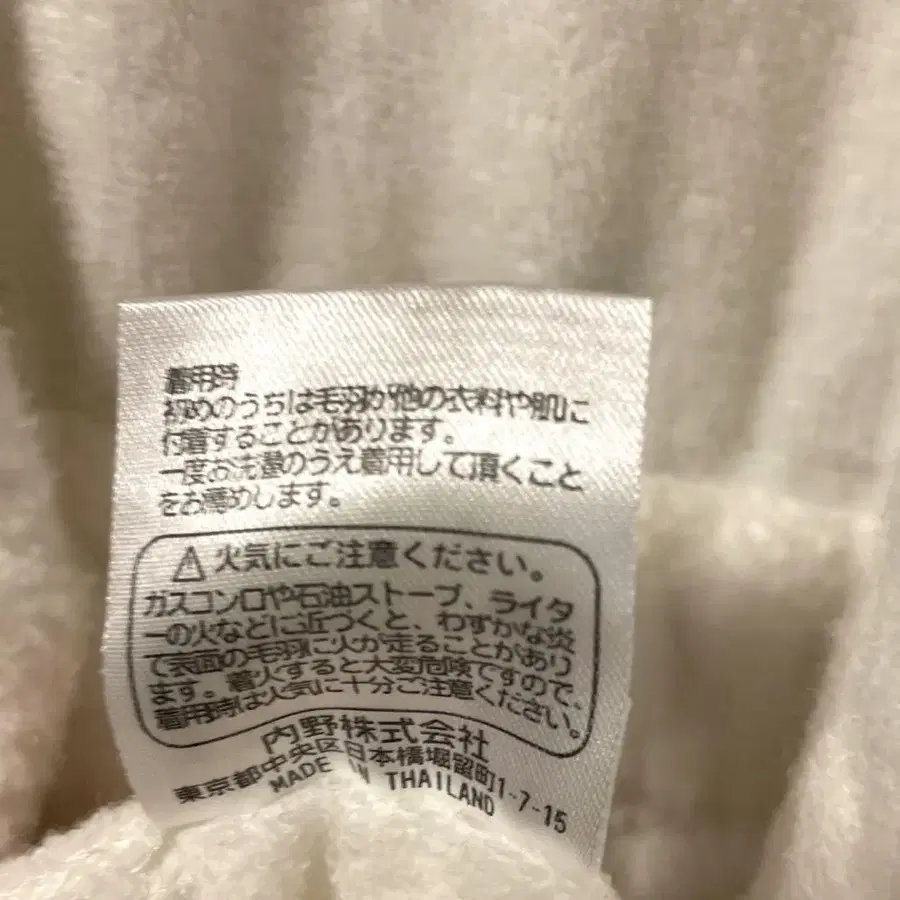 着用時
初めのうちは毛羽が他の衣料や肌に
付着することがあります。
一度お洗濯のうえ着用して頂くこと
をお薦めします。
⚠火気にご注意ください。
ガスコンロや石油ストーブ、ライタ
ーの火などに近づくと、わずかな炎
で表面の毛羽に火が走ることがあり
ます。着火すると大変危険ですので、
着用時は火気に十分ご注意ください。
内野株式会社
東京都中央区日本橋堀留町1-7-15
MADE IN THAILAND